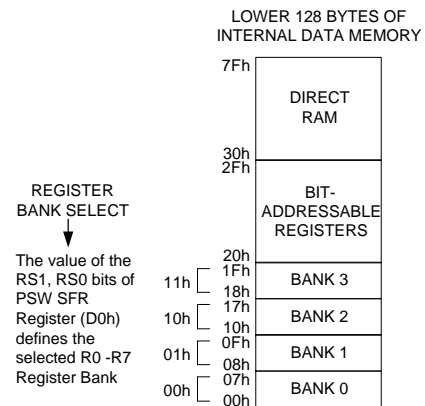 LOWER 128 BYTES OF
INTERNAL DATA MEMORY
7Fh
DIRECT
RAM
30h
2Fh
REGISTER
BANK SELECT
BIT-
ADDRESSABLE
REGISTERS
20h
The value of the
RS1, RS0 bits of
PSW SFR
Register (D0h)
defines the
selected R0 -R7
Register Bank
11h
1Fh
18h
BANK 3
10h
17h
10h
BANK 2
01h
0Fh
08h
BANK 1
00h
07h
00h
BANK 0